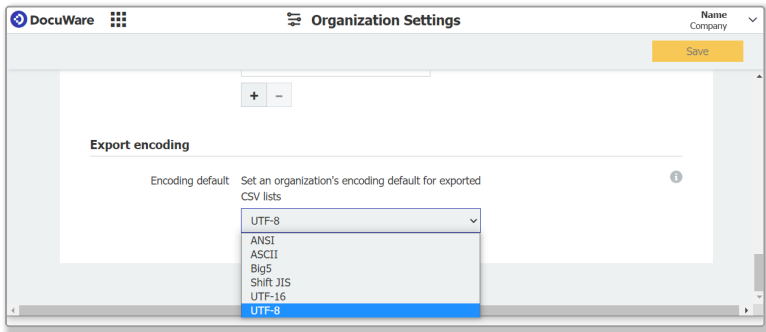 DocuWare
Organization Settings
Name
Company
Save
+ −
Export encoding
Encoding default
Set an organization's encoding default for exported
CSV lists
UTF-8
ANSI
ASCII
Big5
Shift JIS
UTF-16
UTF-8